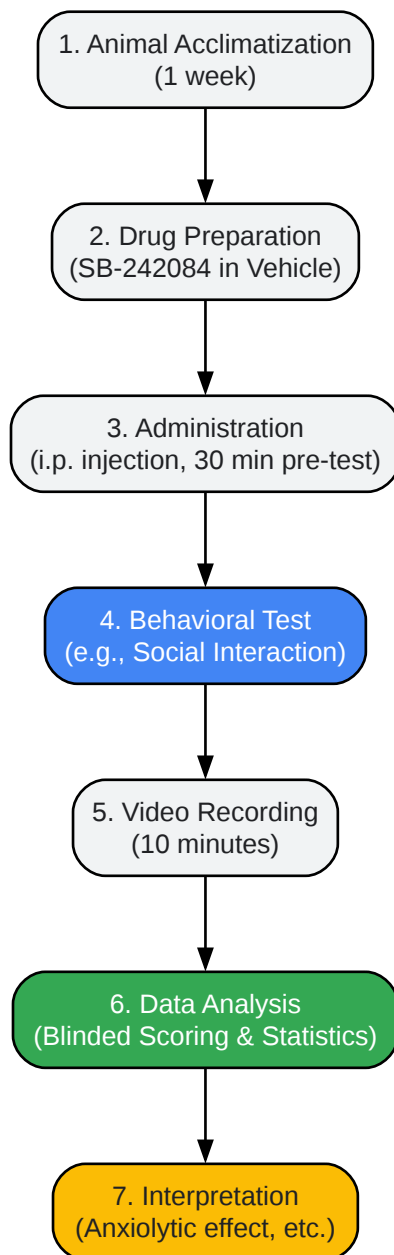 1. Animal Acclimatization
(1 week)
2. Drug Preparation
(SB-242084 in Vehicle)
3. Administration
(i.p. injection, 30 min pre-test)
4. Behavioral Test
(e.g., Social Interaction)
5. Video Recording
(10 minutes)
6. Data Analysis
(Blinded Scoring & Statistics)
7. Interpretation
(Anxiolytic effect, etc.)